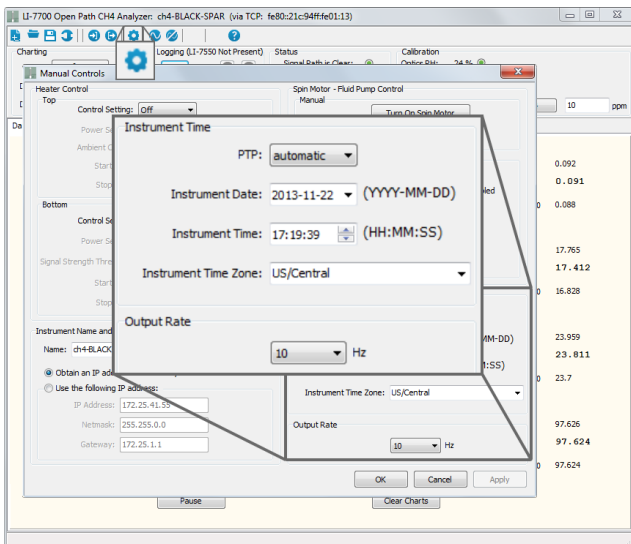 LI-7700 Open Path CH4 Analyzer: ch4-BLACK-SPAR (via TCP: fe80::21c:94ff:fe01:13)
Charting
Logging (LI-7550 Not Present)
Status
Calibration
Signal Path is Clear:
Optics RH: 24 %
10 ppm
Manual Controls
Heater Control
Top
Control Setting: Off
Power
Ambient
Start
Stop
Bottom
Control
Power
Signal Strength
Start
Stop
Spin Motor - Fluid Pump Control
Manual
Turn On Spin Motor
Instrument Time
PTP: automatic
Instrument Date: 2013-11-22 (YYYY-MM-DD)
Instrument Time: 17:19:39 (HH:MM:SS)
Instrument Time Zone: US/Central
Output Rate
10 Hz
Instrument Name and
Name: ch4-BLACK
Obtain an IP
Use the following IP address:
IP Address: 172.25.41.55
Netmask: 255.255.0.0
Gateway: 172.25.1.1
MM-DD)
:SS)
Instrument Time Zone: US/Central
Output Rate
10 Hz
OK Cancel Apply
0.092
0.091
0.088
17.765
17.412
16.828
23.959
23.811
23.7
97.626
97.624
97.624
Pause
Clear Charts